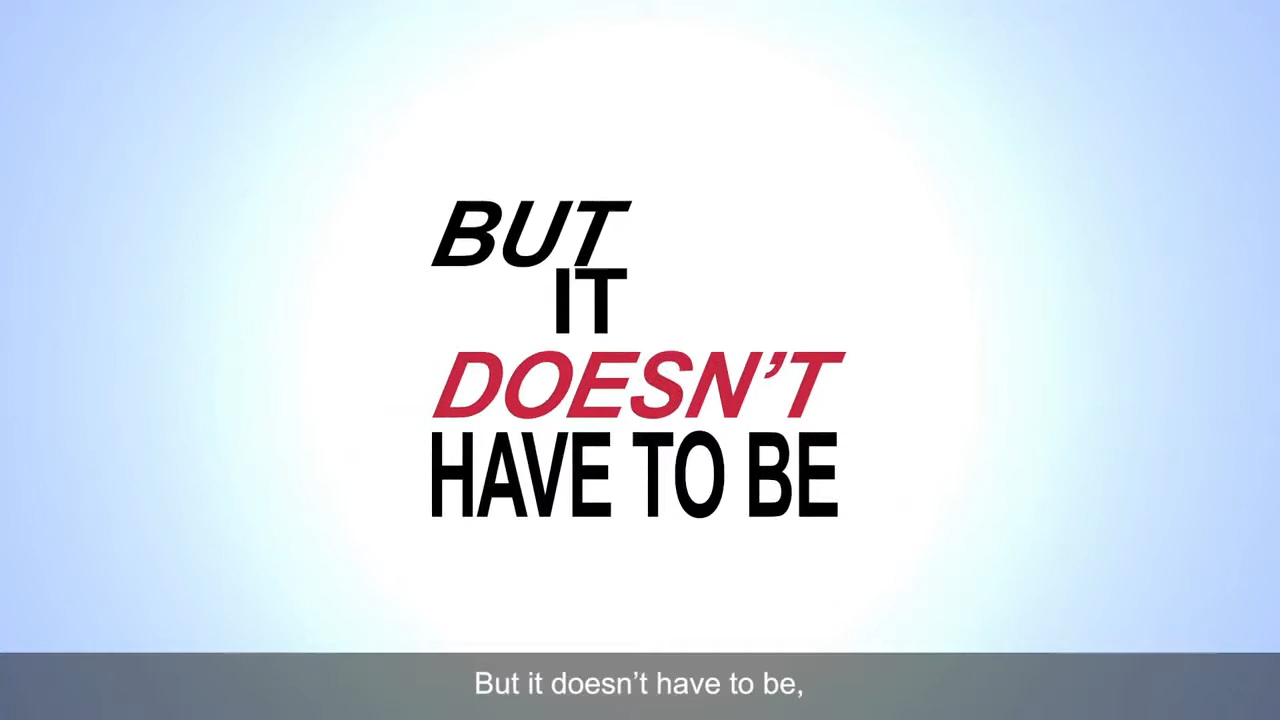 BUT
IT
DOESN’T
HAVE TO BE
But it doesn’t have to be,